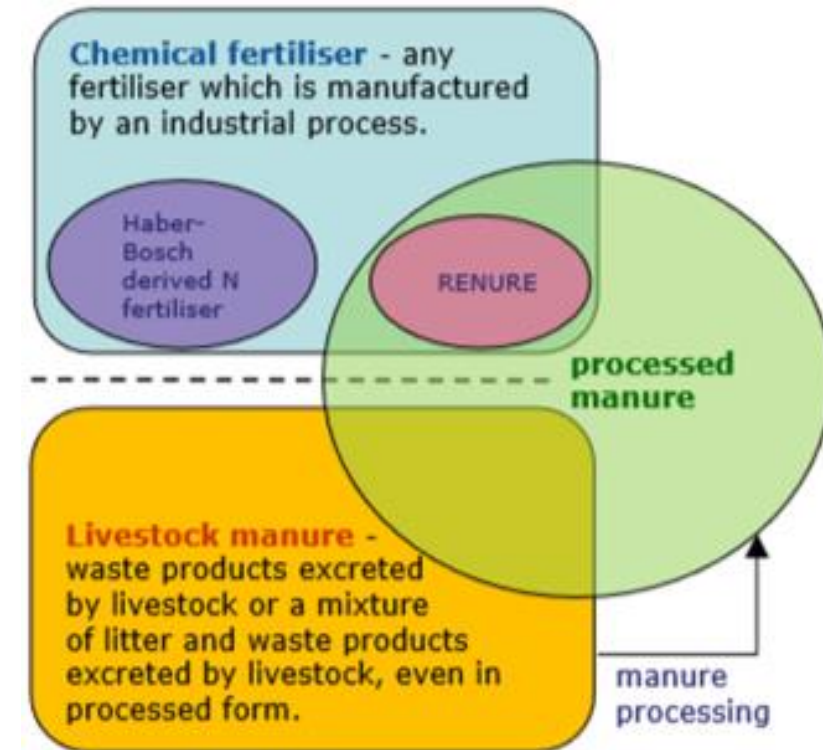 Chemical fertiliser - any
fertiliser which is manufactured
by an industrial process.
Haber-
Bosch
derived N
fertiliser
RENURE
processed
manure
Livestock manure -
waste products excreted
by livestock or a mixture
of litter and waste products
excreted by livestock, even in
processed form.
manure
processing